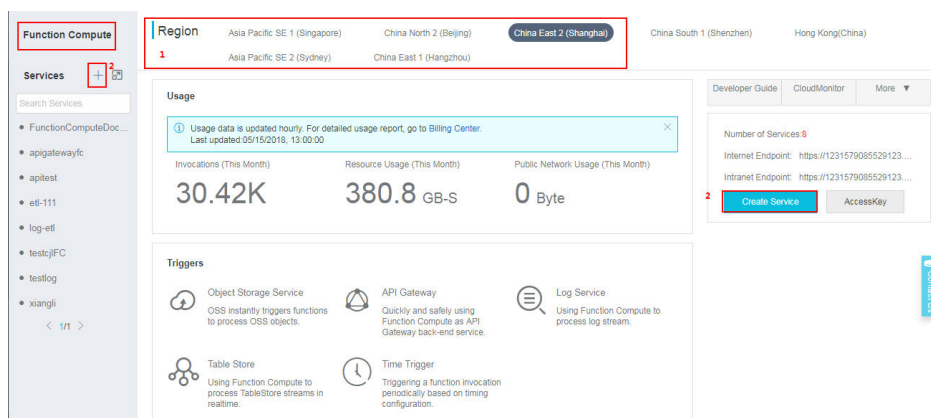 Function Compute
Services
2
Search Services
FunctionComputeDoc...
apigatewayfc
apitest
etl-111
log-etl
testcjlFC
testlog
xiangli
< 1/1 >
Region
1
Asia Pacific SE 1 (Singapore)
China North 2 (Beijing)
China East 2 (Shanghai)
China South 1 (Shenzhen)
Hong Kong(China)
Asia Pacific SE 2 (Sydney)
China East 1 (Hangzhou)
Usage
Usage data is updated hourly. For detailed usage report, go to Billing Center.
Last updated:05/15/2018, 13:00:00
Invocations (This Month)
30.42K
Resource Usage (This Month)
380.8 GB-S
Public Network Usage (This Month)
0 Byte
Triggers
Object Storage Service
OSS instantly triggers functions
to process OSS objects.
API Gateway
Quickly and safely using
Function Compute as API
Gateway back-end service.
Log Service
Using Function Compute to
process log stream.
Table Store
Using Function Compute to
process TableStore streams in
realtime.
Time Trigger
Triggering a function invocation
periodically based on timing
configuration.
Developer Guide
CloudMonitor
More ▼
Number of Services:8
Internet Endpoint: https://1231579085529123....
Intranet Endpoint: https://1231579085529123....
2
Create Service
AccessKey
Contact Us